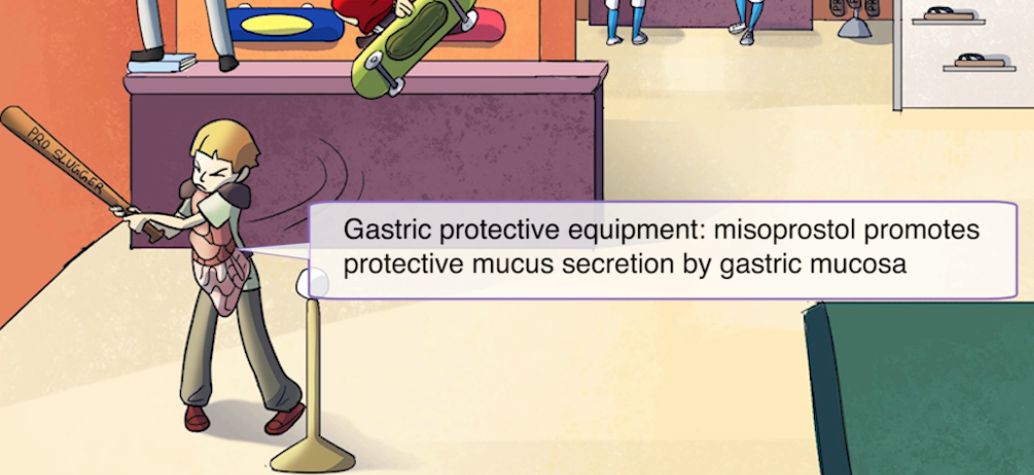 PRO SLUGGER
Gastric protective equipment: misoprostol promotes
protective mucus secretion by gastric mucosa